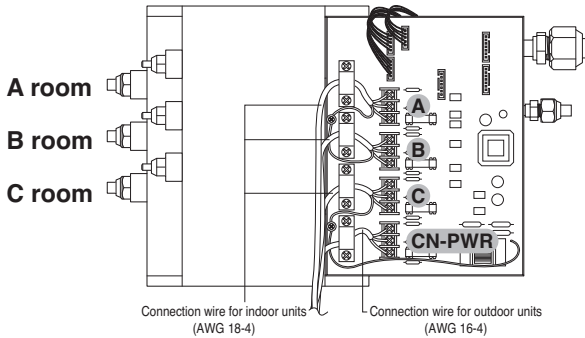 A room
B room
C room
A
B
C
CN-PWR
Connection wire for indoor units
(AWG 18-4)
Connection wire for outdoor units
(AWG 16-4)